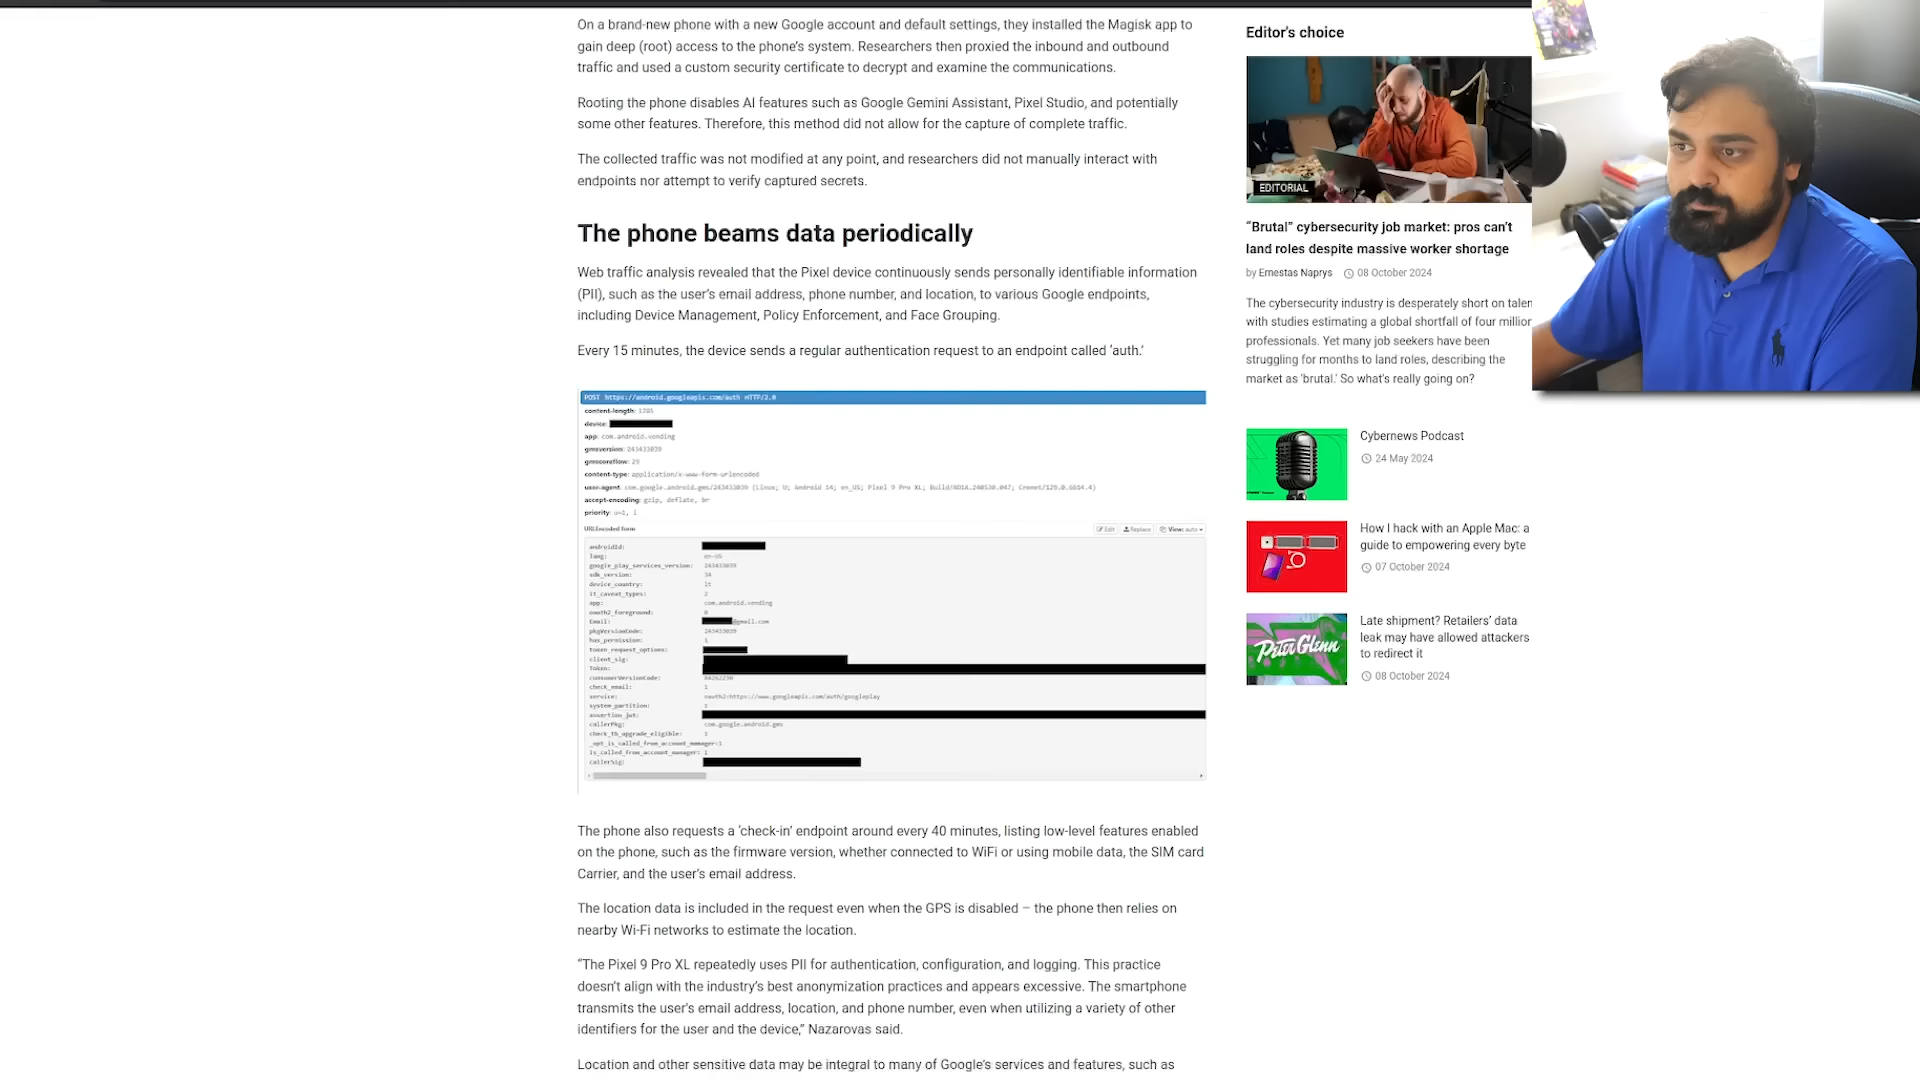 On a brand-new phone with a new Google account and default settings, they installed the Magisk app to
gain deep (root) access to the phone's system. Researchers then proxied the inbound and outbound
traffic and used a custom security certificate to decrypt and examine the communications.
Rooting the phone disables AI features such as Google Gemini Assistant, Pixel Studio, and potentially
some other features. Therefore, this method did not allow for the capture of complete traffic.
The collected traffic was not modified at any point, and researchers did not manually interact with
endpoints nor attempt to verify captured secrets.
The phone beams data periodically
Web traffic analysis revealed that the Pixel device continuously sends personally identifiable information
(PII), such as the user's email address, phone number, and location, to various Google endpoints,
including Device Management, Policy Enforcement, and Face Grouping.
Every 15 minutes, the device sends a regular authentication request to an endpoint called 'auth.'
POST https://android.googleapis.com/auth HTTP/2.0
content-length: 1785
device:
app: com.android.vending
gmsversion: 243433039
gmscoreflow: 29
content-type: application/x-www-form-urlencoded
user-agent: com.google.android.gms/243433039 (Linux; U; Android 14; en_US; Pixel 9 Pro XL;
accept-encoding: gzip, deflate, br
priority: u=1, i
URLEncoded form
Edit Replace View: auto
androidId:
lang: en-US
google_play_services_version: 243433039
sdk_version: 34
device_country: lt
it_caveat_types: 2
app: com.android.vending
oauth2_foreground: 0
Email: @gmail.com
pkgVersionCode: 243433039
has_permission: 1
token_request_options:
client_sig:
Token:
consumerVersionCode:
check_email: 1
service: oauth2:https://www.googleapis.com/auth/googleplay
system_partition: 1
assertion_jwt:
callerPkg: com.google.android.gms
check_tb_upgrade_eligible: 1
_opt_is_called_from_account_manager:1
is_called_from_account_manager: 1
callerSig:
The phone also requests a 'check-in' endpoint around every 40 minutes, listing low-level features enabled
on the phone, such as the firmware version, whether connected to WiFi or using mobile data, the SIM card
Carrier, and the user's email address.
The location data is included in the request even when the GPS is disabled – the phone then relies on
nearby Wi-Fi networks to estimate the location.
“The Pixel 9 Pro XL repeatedly uses PII for authentication, configuration, and logging. This practice
doesn't align with the industry's best anonymization practices and appears excessive. The smartphone
transmits the user's email address, location, and phone number, even when utilizing a variety of other
identifiers for the user and the device,” Nazarovas said.
Location and other sensitive data may be integral to many of Google's services and features, such as
Editor's choice
EDITORIAL
“Brutal” cybersecurity job market: pros can't
land roles despite massive worker shortage
by Ernestas Naprys 08 October 2024
The cybersecurity industry is desperately short on talen
with studies estimating a global shortfall of four million
professionals. Yet many job seekers have been
struggling for months to land roles, describing the
market as 'brutal.' So what's really going on?
Cybernews Podcast
24 May 2024
How I hack with an Apple Mac: a
guide to empowering every byte
07 October 2024
Peter Glenn
Late shipment? Retailers' data
leak may have allowed attackers
to redirect it
08 October 2024